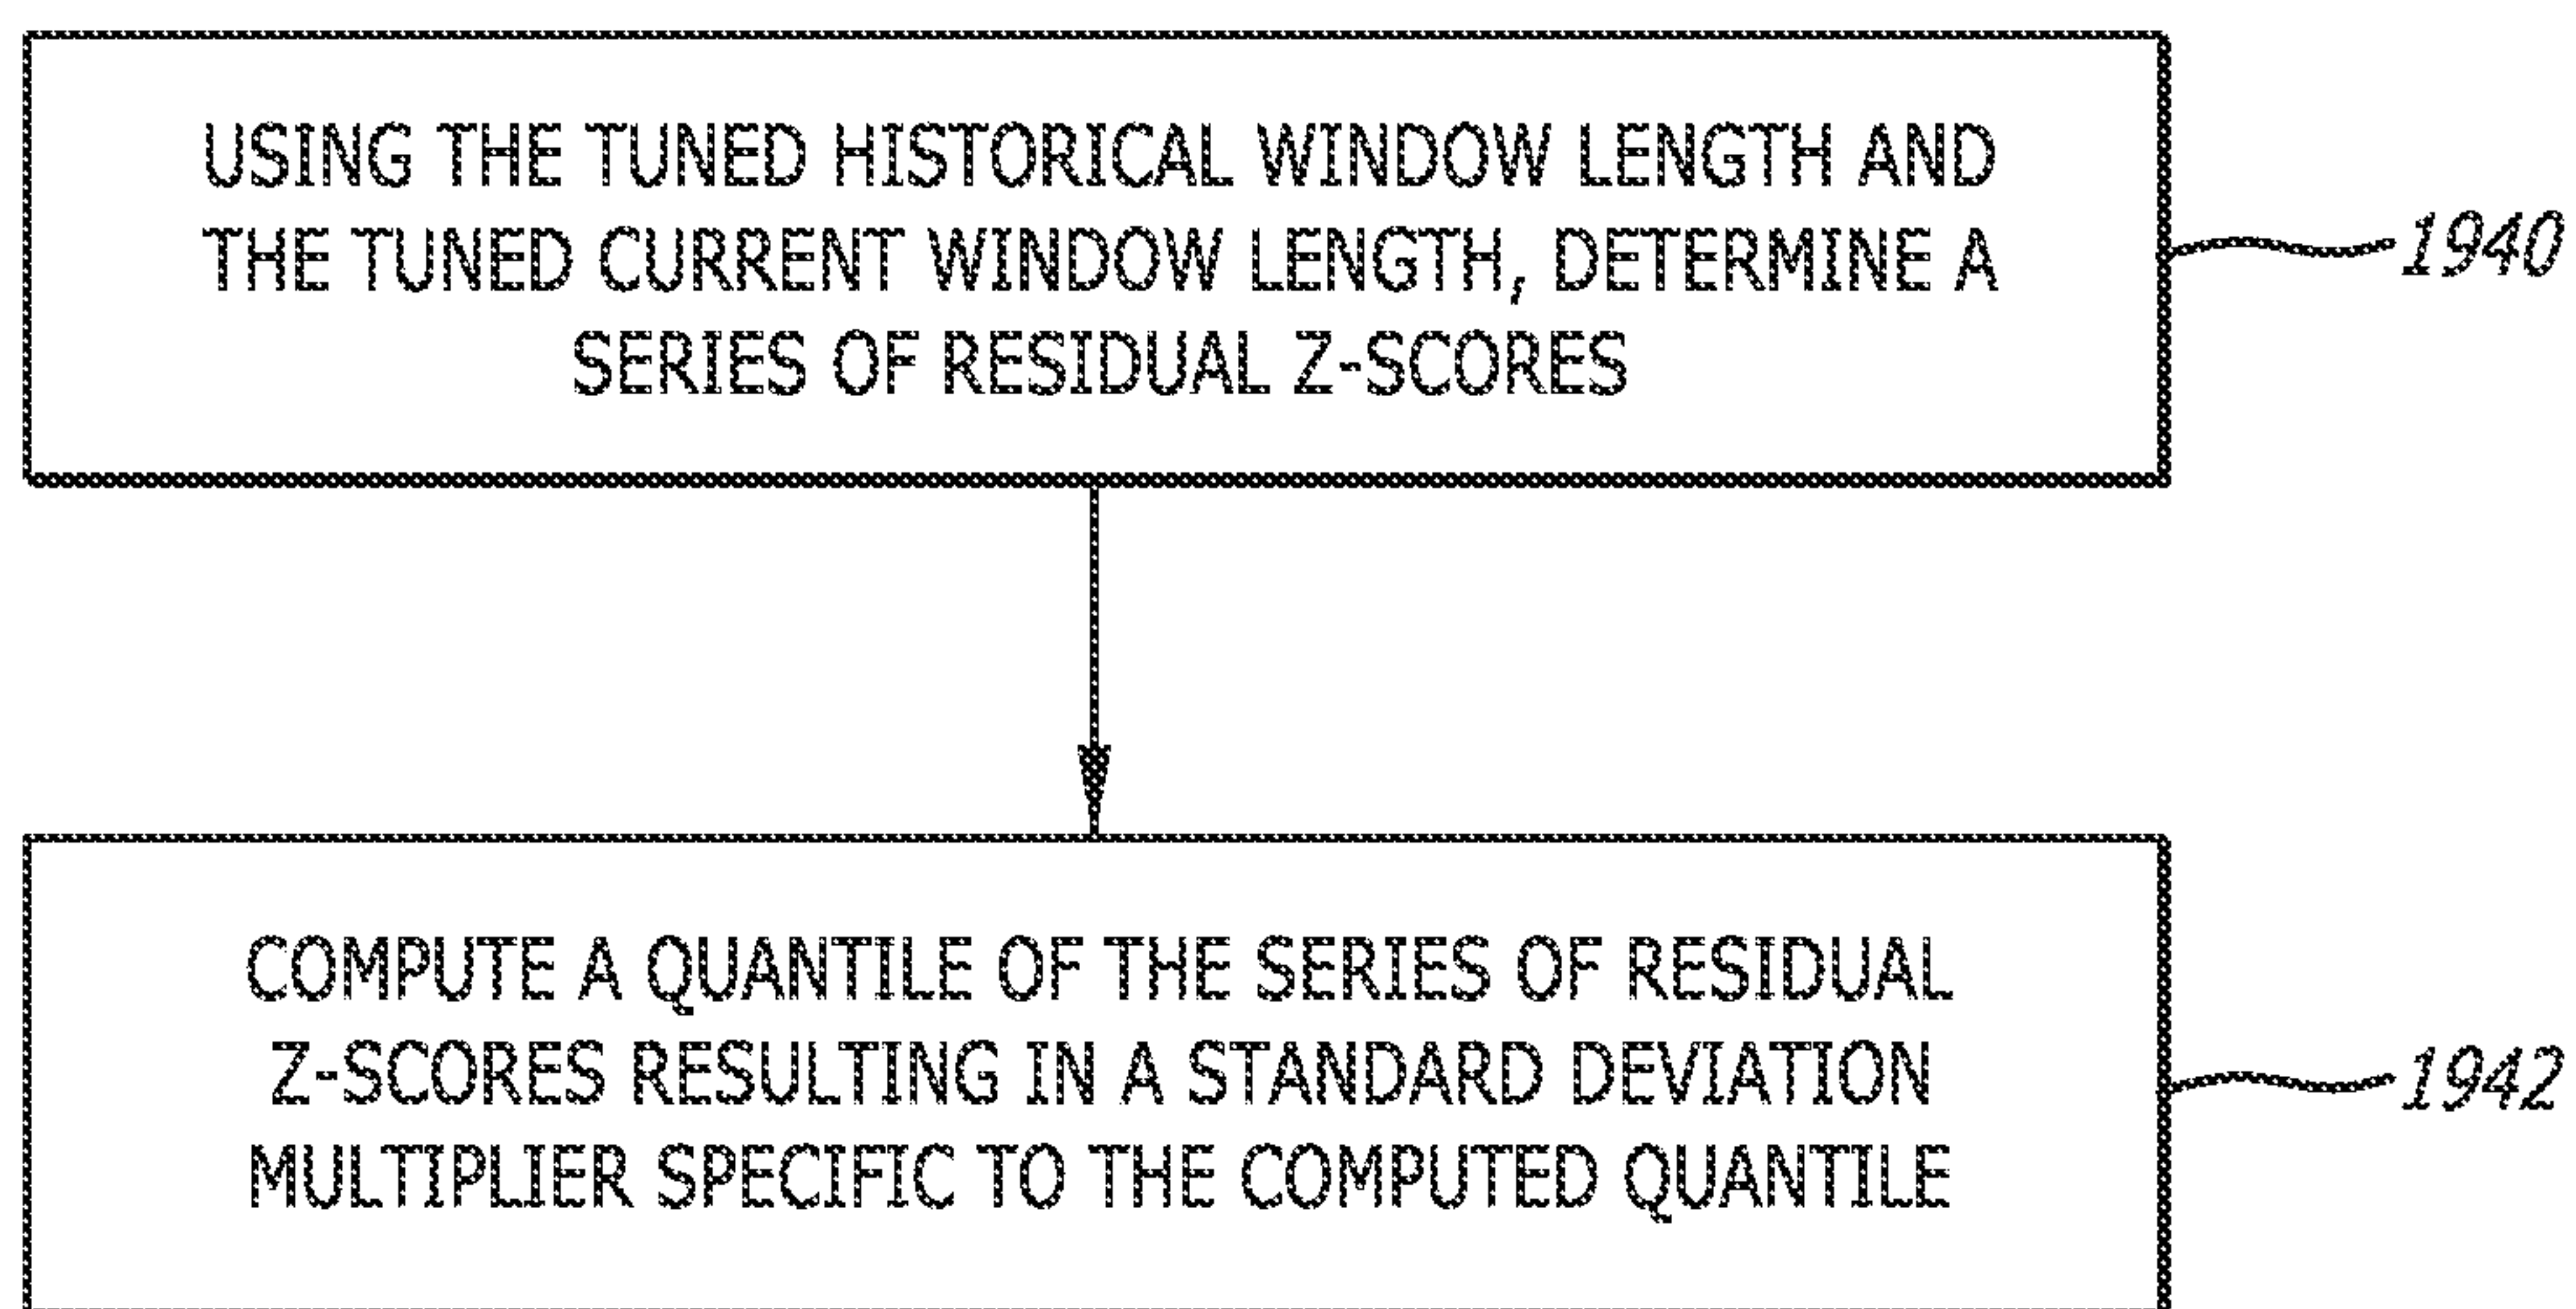 USING THE TUNED HISTORICAL WINDOW LENGTH AND
THE TUNED CURRENT WINDOW LENGTH, DETERMINE A
SERIES OF RESIDUAL Z-SCORES
1940
COMPUTE A QUANTILE OF THE SERIES OF RESIDUAL
Z-SCORES RESULTING IN A STANDARD DEVIATION
MULTIPLIER SPECIFIC TO THE COMPUTED QUANTILE
1942